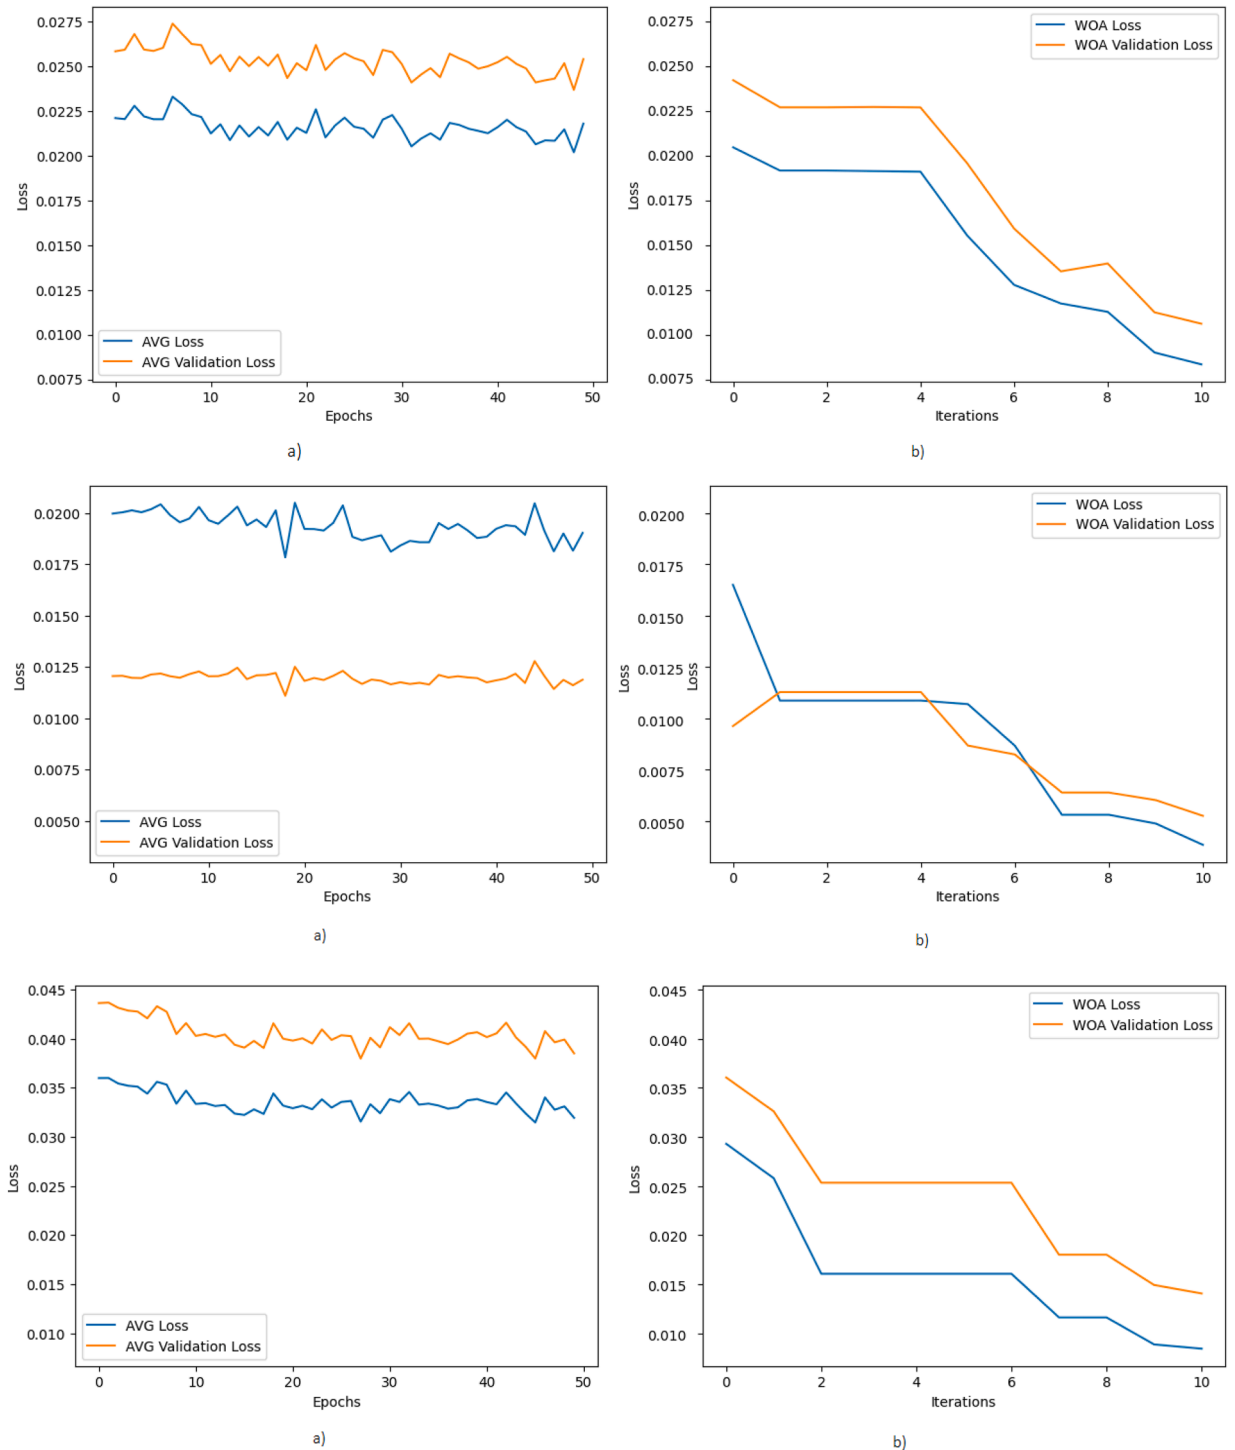 0.0275
0.0250
0.0225
0.0200
0.0175
0.0150
0.0125
0.0100
0.0075
Loss
AVG Loss
AVG Validation Loss
0 10 20 30 40 50
Epochs
a)
0.0275
0.0250
0.0225
0.0200
0.0175
0.0150
0.0125
0.0100
0.0075
Loss
WOA Loss
WOA Validation Loss
0 2 4 6 8 10
Iterations
b)
0.0200
0.0175
0.0150
0.0125
0.0100
0.0075
0.0050
Loss
AVG Loss
AVG Validation Loss
0 10 20 30 40 50
Epochs
a)
0.0200
0.0175
0.0150
0.0125
0.0100
0.0075
0.0050
Loss
Loss
WOA Loss
WOA Validation Loss
0 2 4 6 8 10
Iterations
b)
0.045
0.040
0.035
0.030
0.025
0.020
0.015
0.010
Loss
AVG Loss
AVG Validation Loss
0 10 20 30 40 50
Epochs
a)
0.045
0.040
0.035
0.030
0.025
0.020
0.015
0.010
Loss
WOA Loss
WOA Validation Loss
0 2 4 6 8 10
Iterations
b)